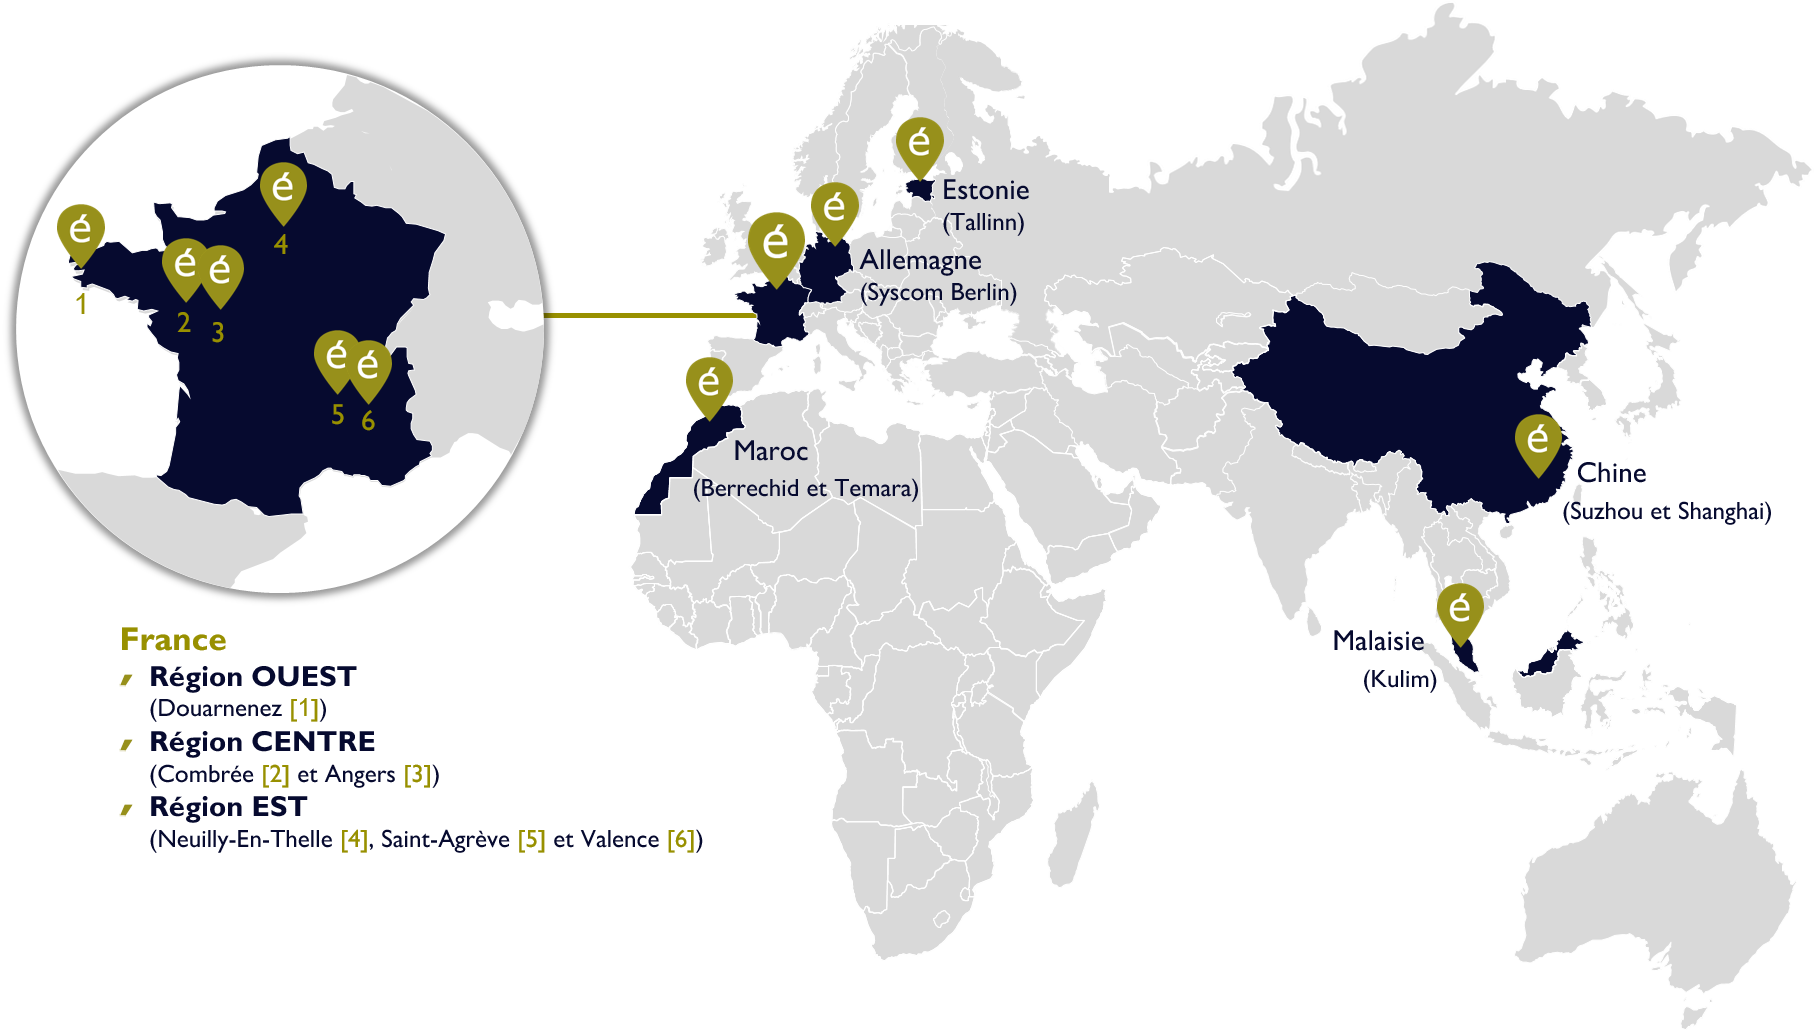 é
Estonie
(Tallinn)
é
Allemagne
(Syscom Berlin)
é
é
Maroc
(Berrechid et Temara)
é
Chine
(Suzhou et Shanghai)
é
Malaisie
(Kulim)
é
4
é
1
é
2
é
3
é
5
é
6
France
Région OUEST
(Douarnenez [1])
Région CENTRE
(Combrée [2] et Angers [3])
Région EST
(Neuilly-En-Thelle [4], Saint-Agrève [5] et Valence [6])